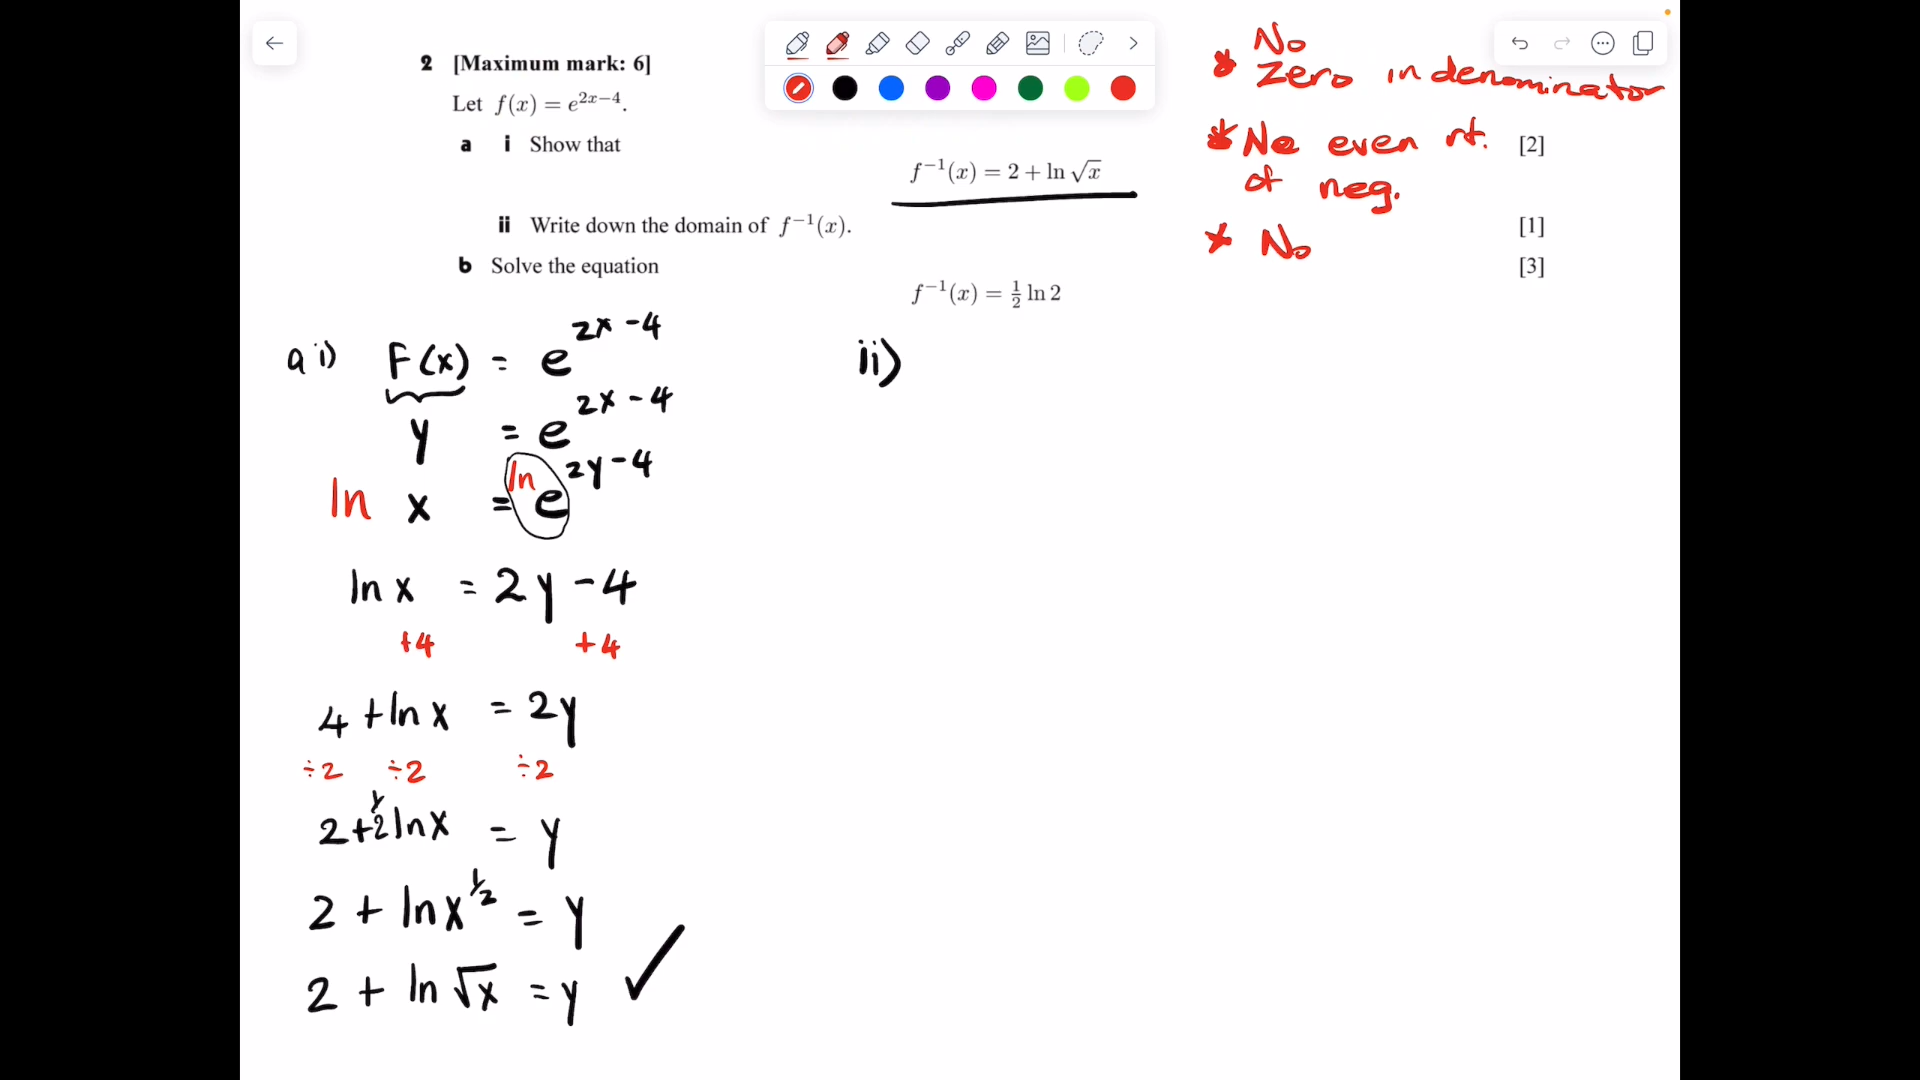 2 [Maximum mark: 6]
Let f(x) = e^{2x−4}.
a i Show that [2]
f^{−1}(x) = 2 + ln √x
ii Write down the domain of f^{−1}(x). [1]
b Solve the equation [3]
f^{−1}(x) = 1/2 ln 2
* No
Zero in denominator
* No even rt.
of neg.
* No
a i) F(x) = e^{2x-4}
y = e^{2x-4}
ln x = ln e^{2y-4}
ln x = 2y - 4
+4 +4
4 + ln x = 2y
÷2 ÷2 ÷2
2 + 1/2 ln x = y
2 + ln x^{1/2} = y
2 + ln √x = y ✓
ii)